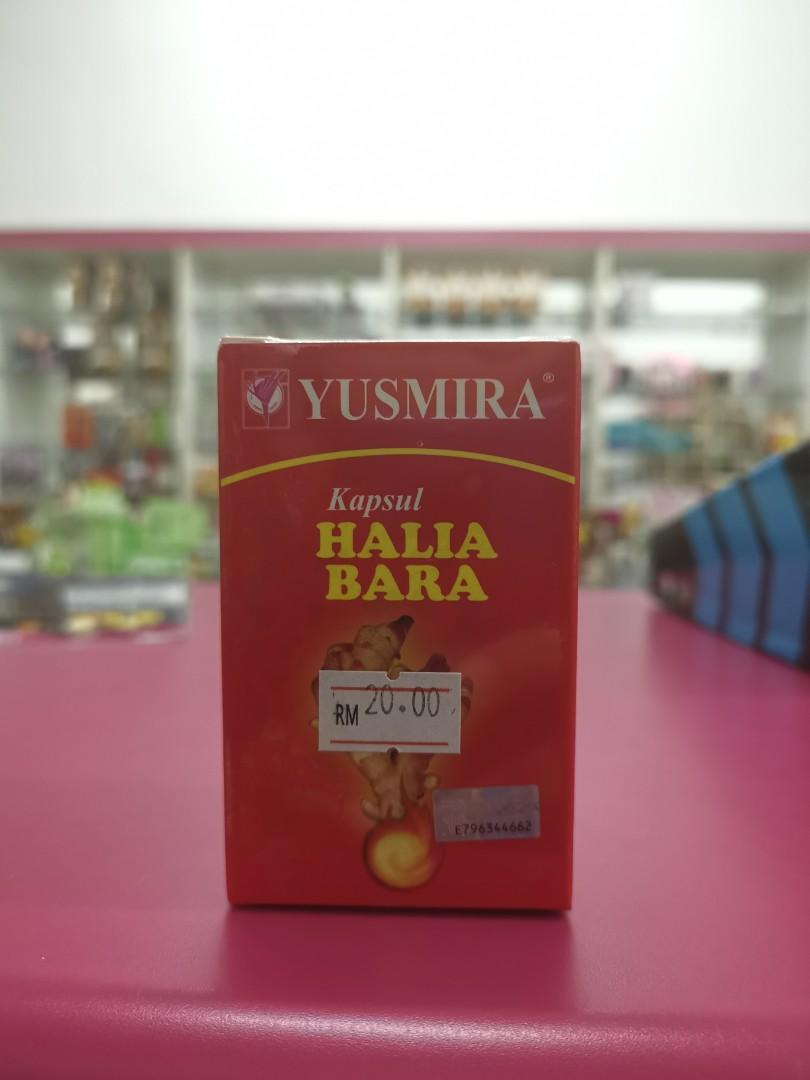 YUSMIRA®
Kapsul
HALIA
BARA
RM 20.00
E796344662